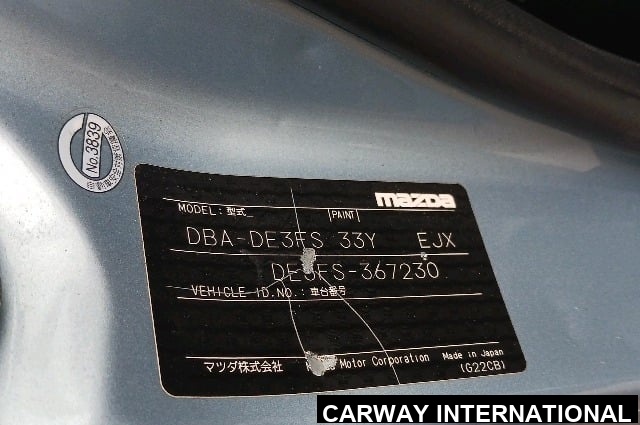 No.3839
mazda
MODEL: 型式 PAINT
DBA-DE3FS 33Y EJX
DE3FS-367230
VEHICLE ID.NO.: 車台番号
マツダ株式会社 Motor Corporation Made in Japan
(G22CB)
CARWAY INTERNATIONAL